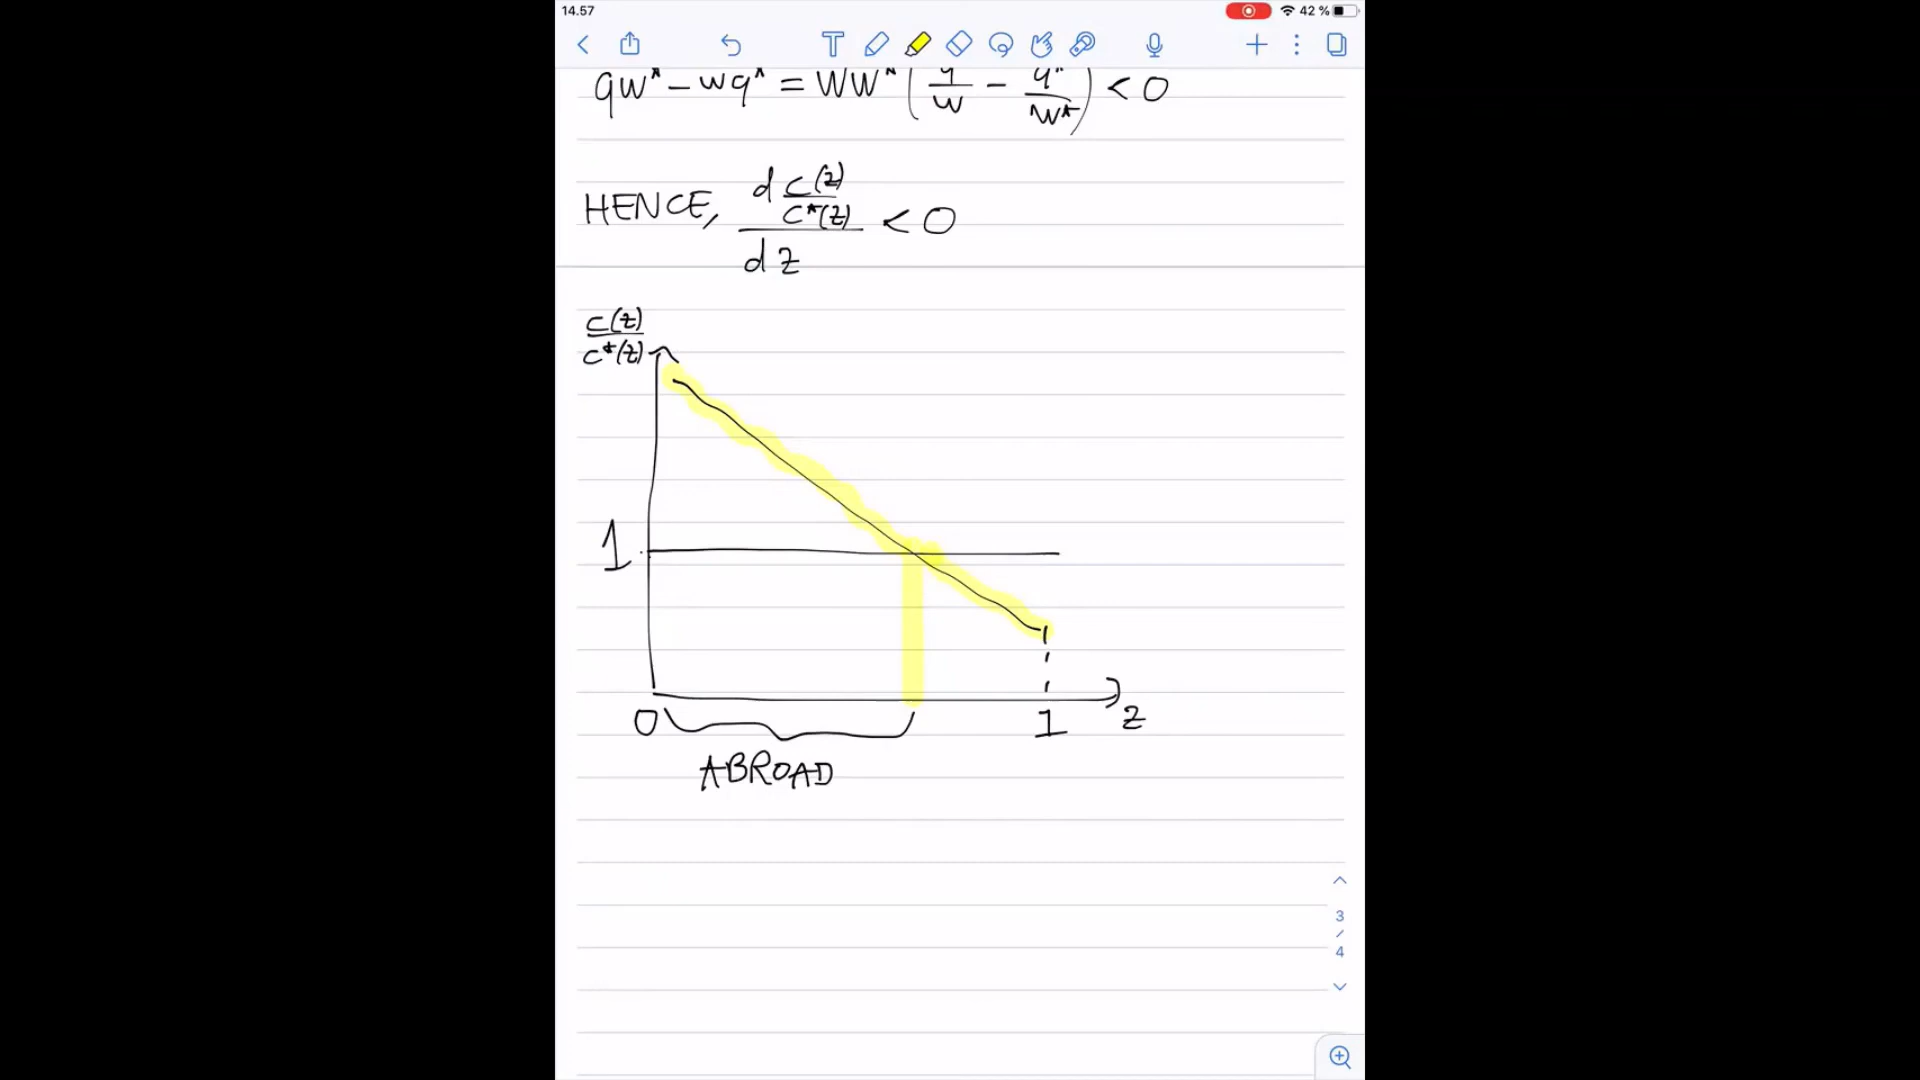 14.57
42 %
qw* - wq* = ww* ( q/w - q*/w* ) < 0
HENCE, d c(z)/c*(z) / dz < 0
c(z)/c*(z)
1
0 1 z
ABROAD
3
/
4